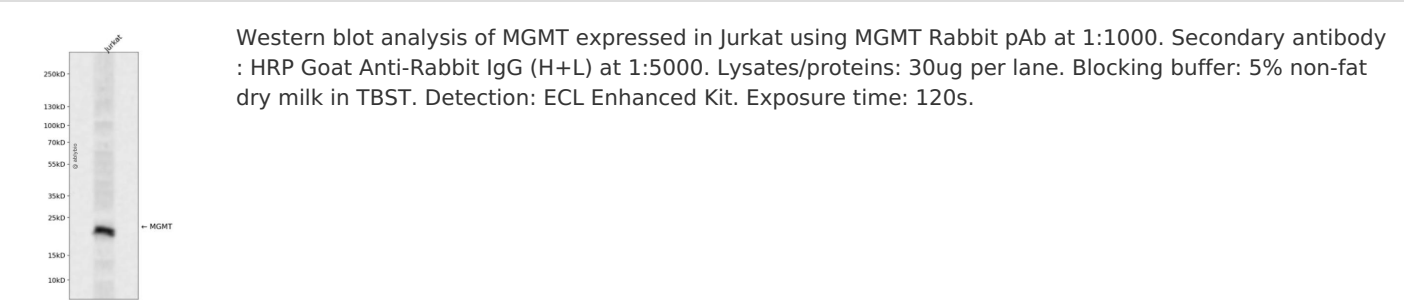 Jurkat
Western blot analysis of MGMT expressed in Jurkat using MGMT Rabbit pAb at 1:1000. Secondary antibody
: HRP Goat Anti-Rabbit IgG (H+L) at 1:5000. Lysates/proteins: 30ug per lane. Blocking buffer: 5% non-fat
dry milk in TBST. Detection: ECL Enhanced Kit. Exposure time: 120s.
250kD
130kD
100kD
70kD
55kD
© ablybio
35kD
25kD
← MGMT
15kD
10kD